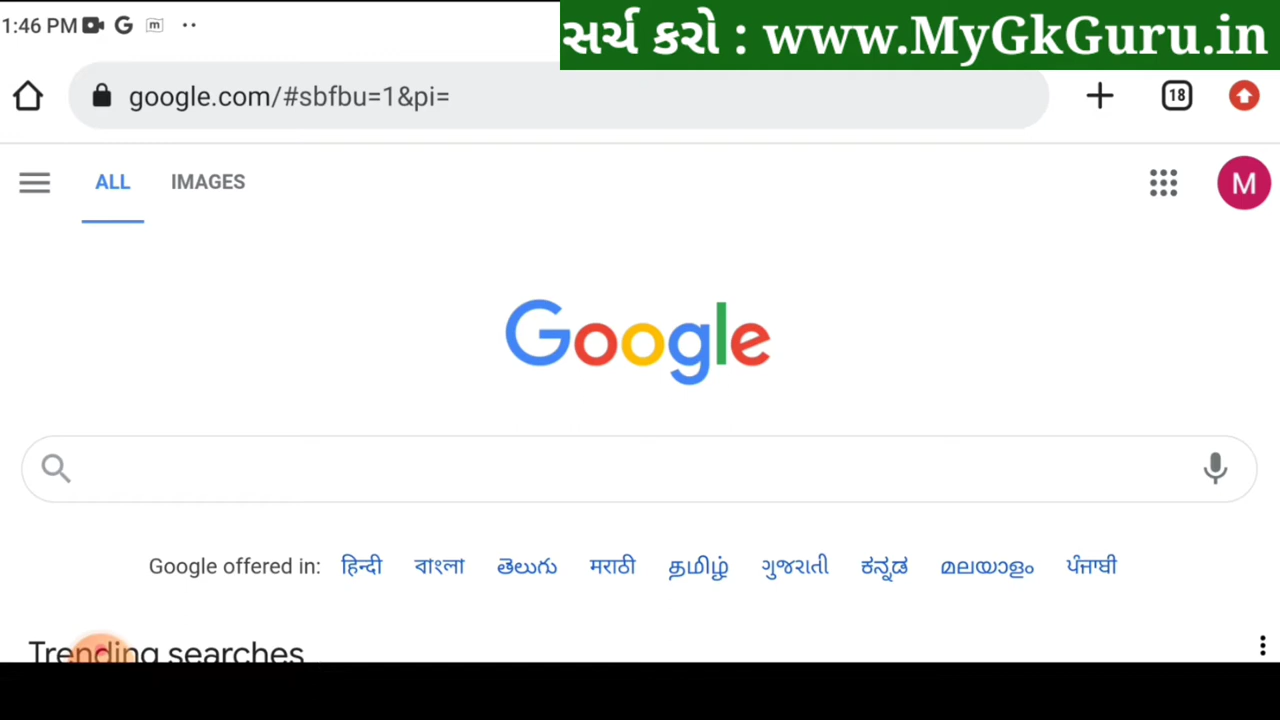 1:46 PM G m
સર્ચ કરો : www.MyGkGuru.in
google.com/#sbfbu=1&pi=
18
ALL IMAGES
M
Google
Google offered in: हिन्दी বাংলা తెలుగు मराठी தமிழ் ગુજરાતી ಕನ್ನಡ മലയാളം ਪੰਜਾਬੀ
Trending searches